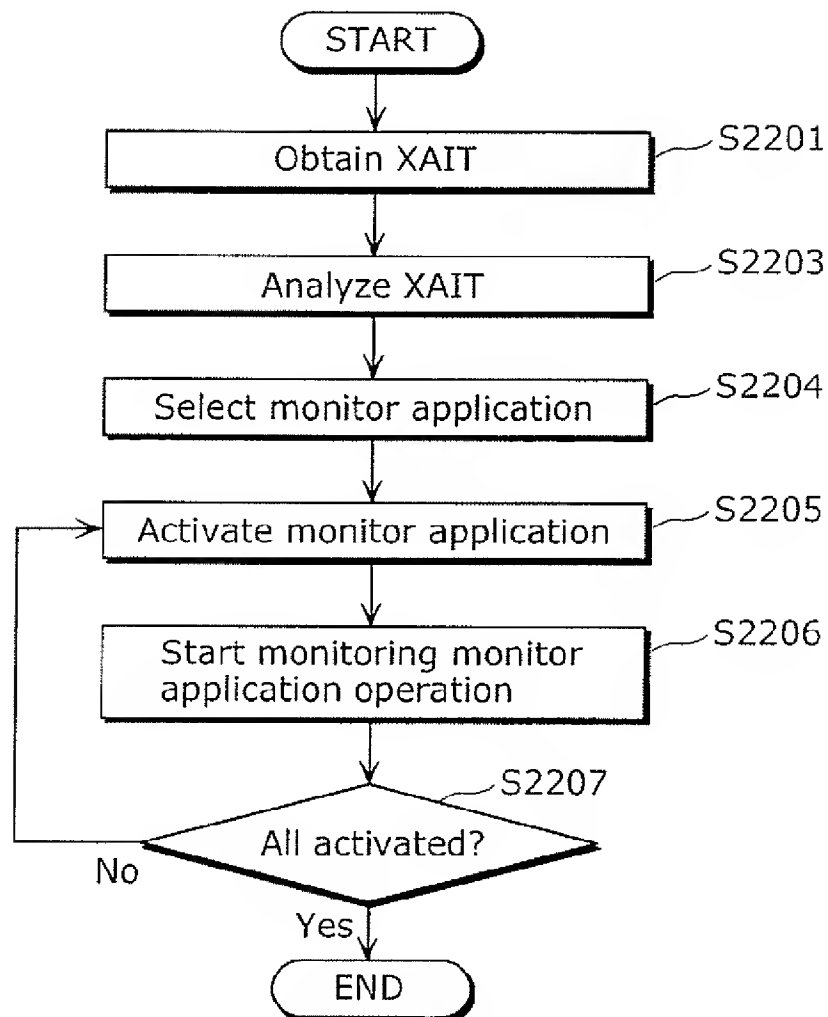 START
S2201
Obtain XAIT
S2203
Analyze XAIT
S2204
Select monitor application
S2205
Activate monitor application
S2206
Start monitoring monitor
application operation
S2207
All activated?
No
Yes
END